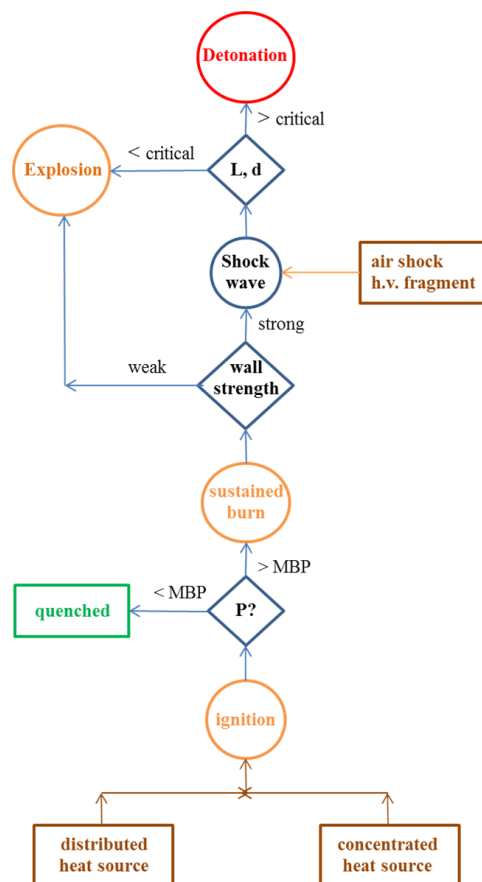 Detonation
> critical
< critical
Explosion
L, d
Shock
wave
air shock
h.v. fragment
strong
weak
wall
strength
sustained
burn
> MBP
< MBP
quenched
P?
ignition
distributed
heat source
concentrated
heat source